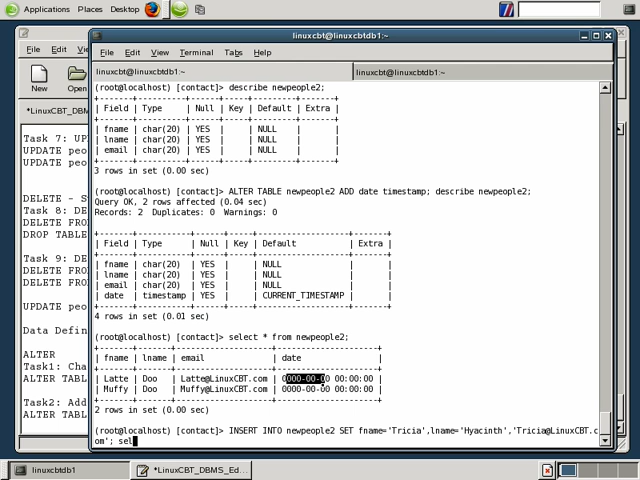 Applications Places Desktop
linuxcbt@linuxcbtdb1:~
File Edit View Terminal Tabs Help
linuxcbt@linuxcbtdb1:~ linuxcbt@linuxcbtdb1:~
File Edit
New Open
*LinuxCBT_DBM
Task 7: UP
UPDATE peo
UPDATE peo
DELETE - S
Task 8: DE
DELETE FRO
DROP TABLE
Task 9: DE
DELETE FRO
DELETE FRO
UPDATE peo
Data Defin
ALTER
Task1: Cha
ALTER TABL
Task2: Add
ALTER TABL
(root@localhost) [contact]> describe newpeople2;
+-------+----------+------+-----+---------+-------+
| Field | Type | Null | Key | Default | Extra |
+-------+----------+------+-----+---------+-------+
| fname | char(20) | YES | | NULL | |
| lname | char(20) | YES | | NULL | |
| email | char(20) | YES | | NULL | |
+-------+----------+------+-----+---------+-------+
3 rows in set (0.00 sec)
(root@localhost) [contact]> ALTER TABLE newpeople2 ADD date timestamp; describe newpeople2;
Query OK, 2 rows affected (0.04 sec)
Records: 2 Duplicates: 0 Warnings: 0
+-------+-----------+------+-----+-------------------+-------+
| Field | Type | Null | Key | Default | Extra |
+-------+-----------+------+-----+-------------------+-------+
| fname | char(20) | YES | | NULL | |
| lname | char(20) | YES | | NULL | |
| email | char(20) | YES | | NULL | |
| date | timestamp | YES | | CURRENT_TIMESTAMP | |
+-------+-----------+------+-----+-------------------+-------+
4 rows in set (0.01 sec)
(root@localhost) [contact]> select * from newpeople2;
+-------+-------+--------------------+---------------------+
| fname | lname | email | date |
+-------+-------+--------------------+---------------------+
| Latte | Doo | Latte@LinuxCBT.com | 0000-00-00 00:00:00 |
| Muffy | Doo | Muffy@LinuxCBT.com | 0000-00-00 00:00:00 |
+-------+-------+--------------------+---------------------+
2 rows in set (0.00 sec)
(root@localhost) [contact]> INSERT INTO newpeople2 SET fname='Tricia',lname='Hyacinth','Tricia@LinuxCBT.c
om'; sel
linuxcbtdb1 *LinuxCBT_DBMS_Ed...